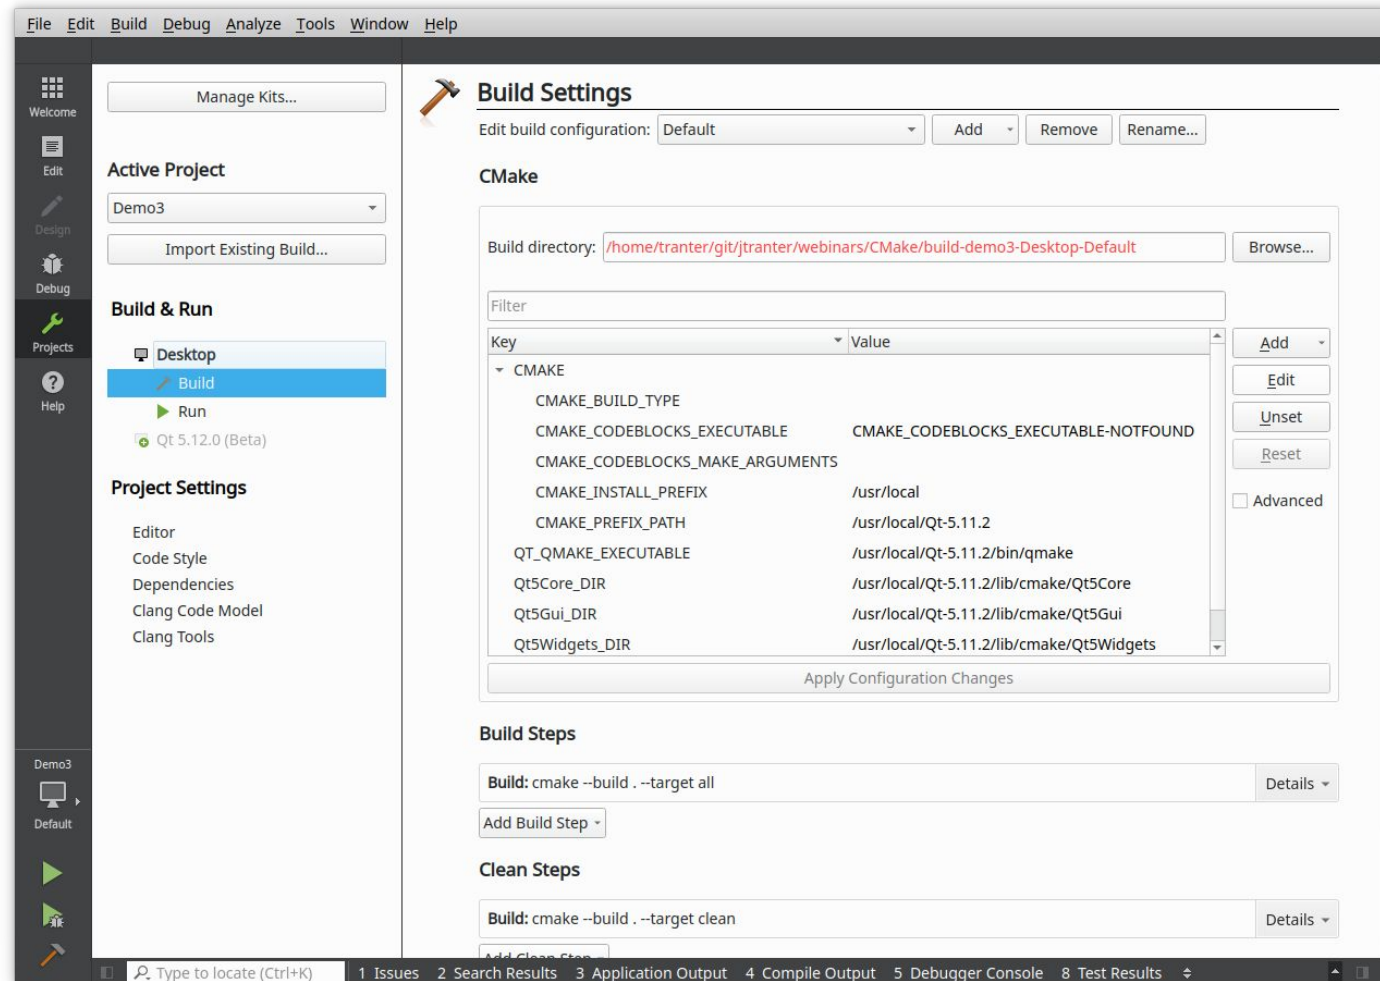 File Edit Build Debug Analyze Tools Window Help
Welcome
Edit
Design
Debug
Projects
Help
Demo3
Default
Manage Kits...
Active Project
Demo3
Import Existing Build...
Build & Run
Desktop
Build
Run
Qt 5.12.0 (Beta)
Project Settings
Editor
Code Style
Dependencies
Clang Code Model
Clang Tools
Build Settings
Edit build configuration: Default Add Remove Rename...
CMake
Build directory: /home/tranter/git/jtranter/webinars/CMake/build-demo3-Desktop-Default Browse...
Filter
Key Value
CMAKE
CMAKE_BUILD_TYPE
CMAKE_CODEBLOCKS_EXECUTABLE CMAKE_CODEBLOCKS_EXECUTABLE-NOTFOUND
CMAKE_CODEBLOCKS_MAKE_ARGUMENTS
CMAKE_INSTALL_PREFIX /usr/local
CMAKE_PREFIX_PATH /usr/local/Qt-5.11.2
QT_QMAKE_EXECUTABLE /usr/local/Qt-5.11.2/bin/qmake
Qt5Core_DIR /usr/local/Qt-5.11.2/lib/cmake/Qt5Core
Qt5Gui_DIR /usr/local/Qt-5.11.2/lib/cmake/Qt5Gui
Qt5Widgets_DIR /usr/local/Qt-5.11.2/lib/cmake/Qt5Widgets
Add
Edit
Unset
Reset
Advanced
Apply Configuration Changes
Build Steps
Build: cmake --build . --target all Details
Add Build Step
Clean Steps
Build: cmake --build . --target clean Details
Add Clean Step
Type to locate (Ctrl+K) 1 Issues 2 Search Results 3 Application Output 4 Compile Output 5 Debugger Console 8 Test Results